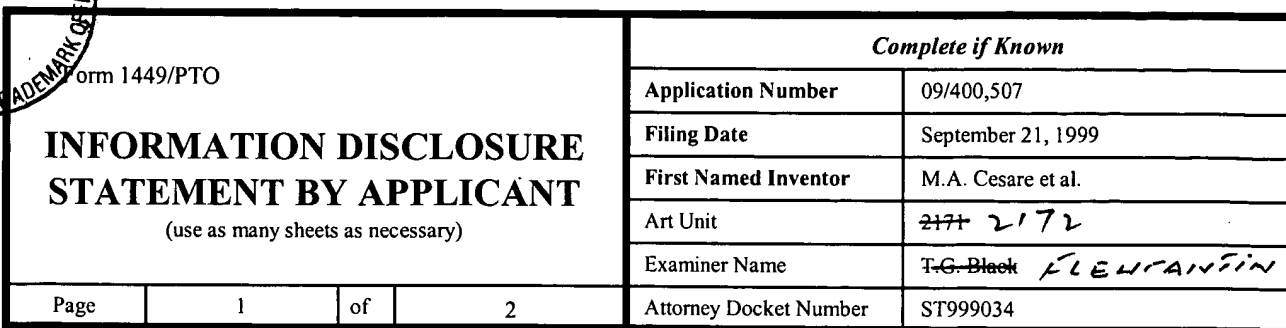 ADEMARK OF
Form 1449/PTO
INFORMATION DISCLOSURE
STATEMENT BY APPLICANT
(use as many sheets as necessary)
Page 1 of 2
Complete if Known
Application Number 09/400,507
Filing Date September 21, 1999
First Named Inventor M.A. Cesare et al.
Art Unit 2171 2172
Examiner Name T.G. Black FLEURANTIN
Attorney Docket Number ST999034